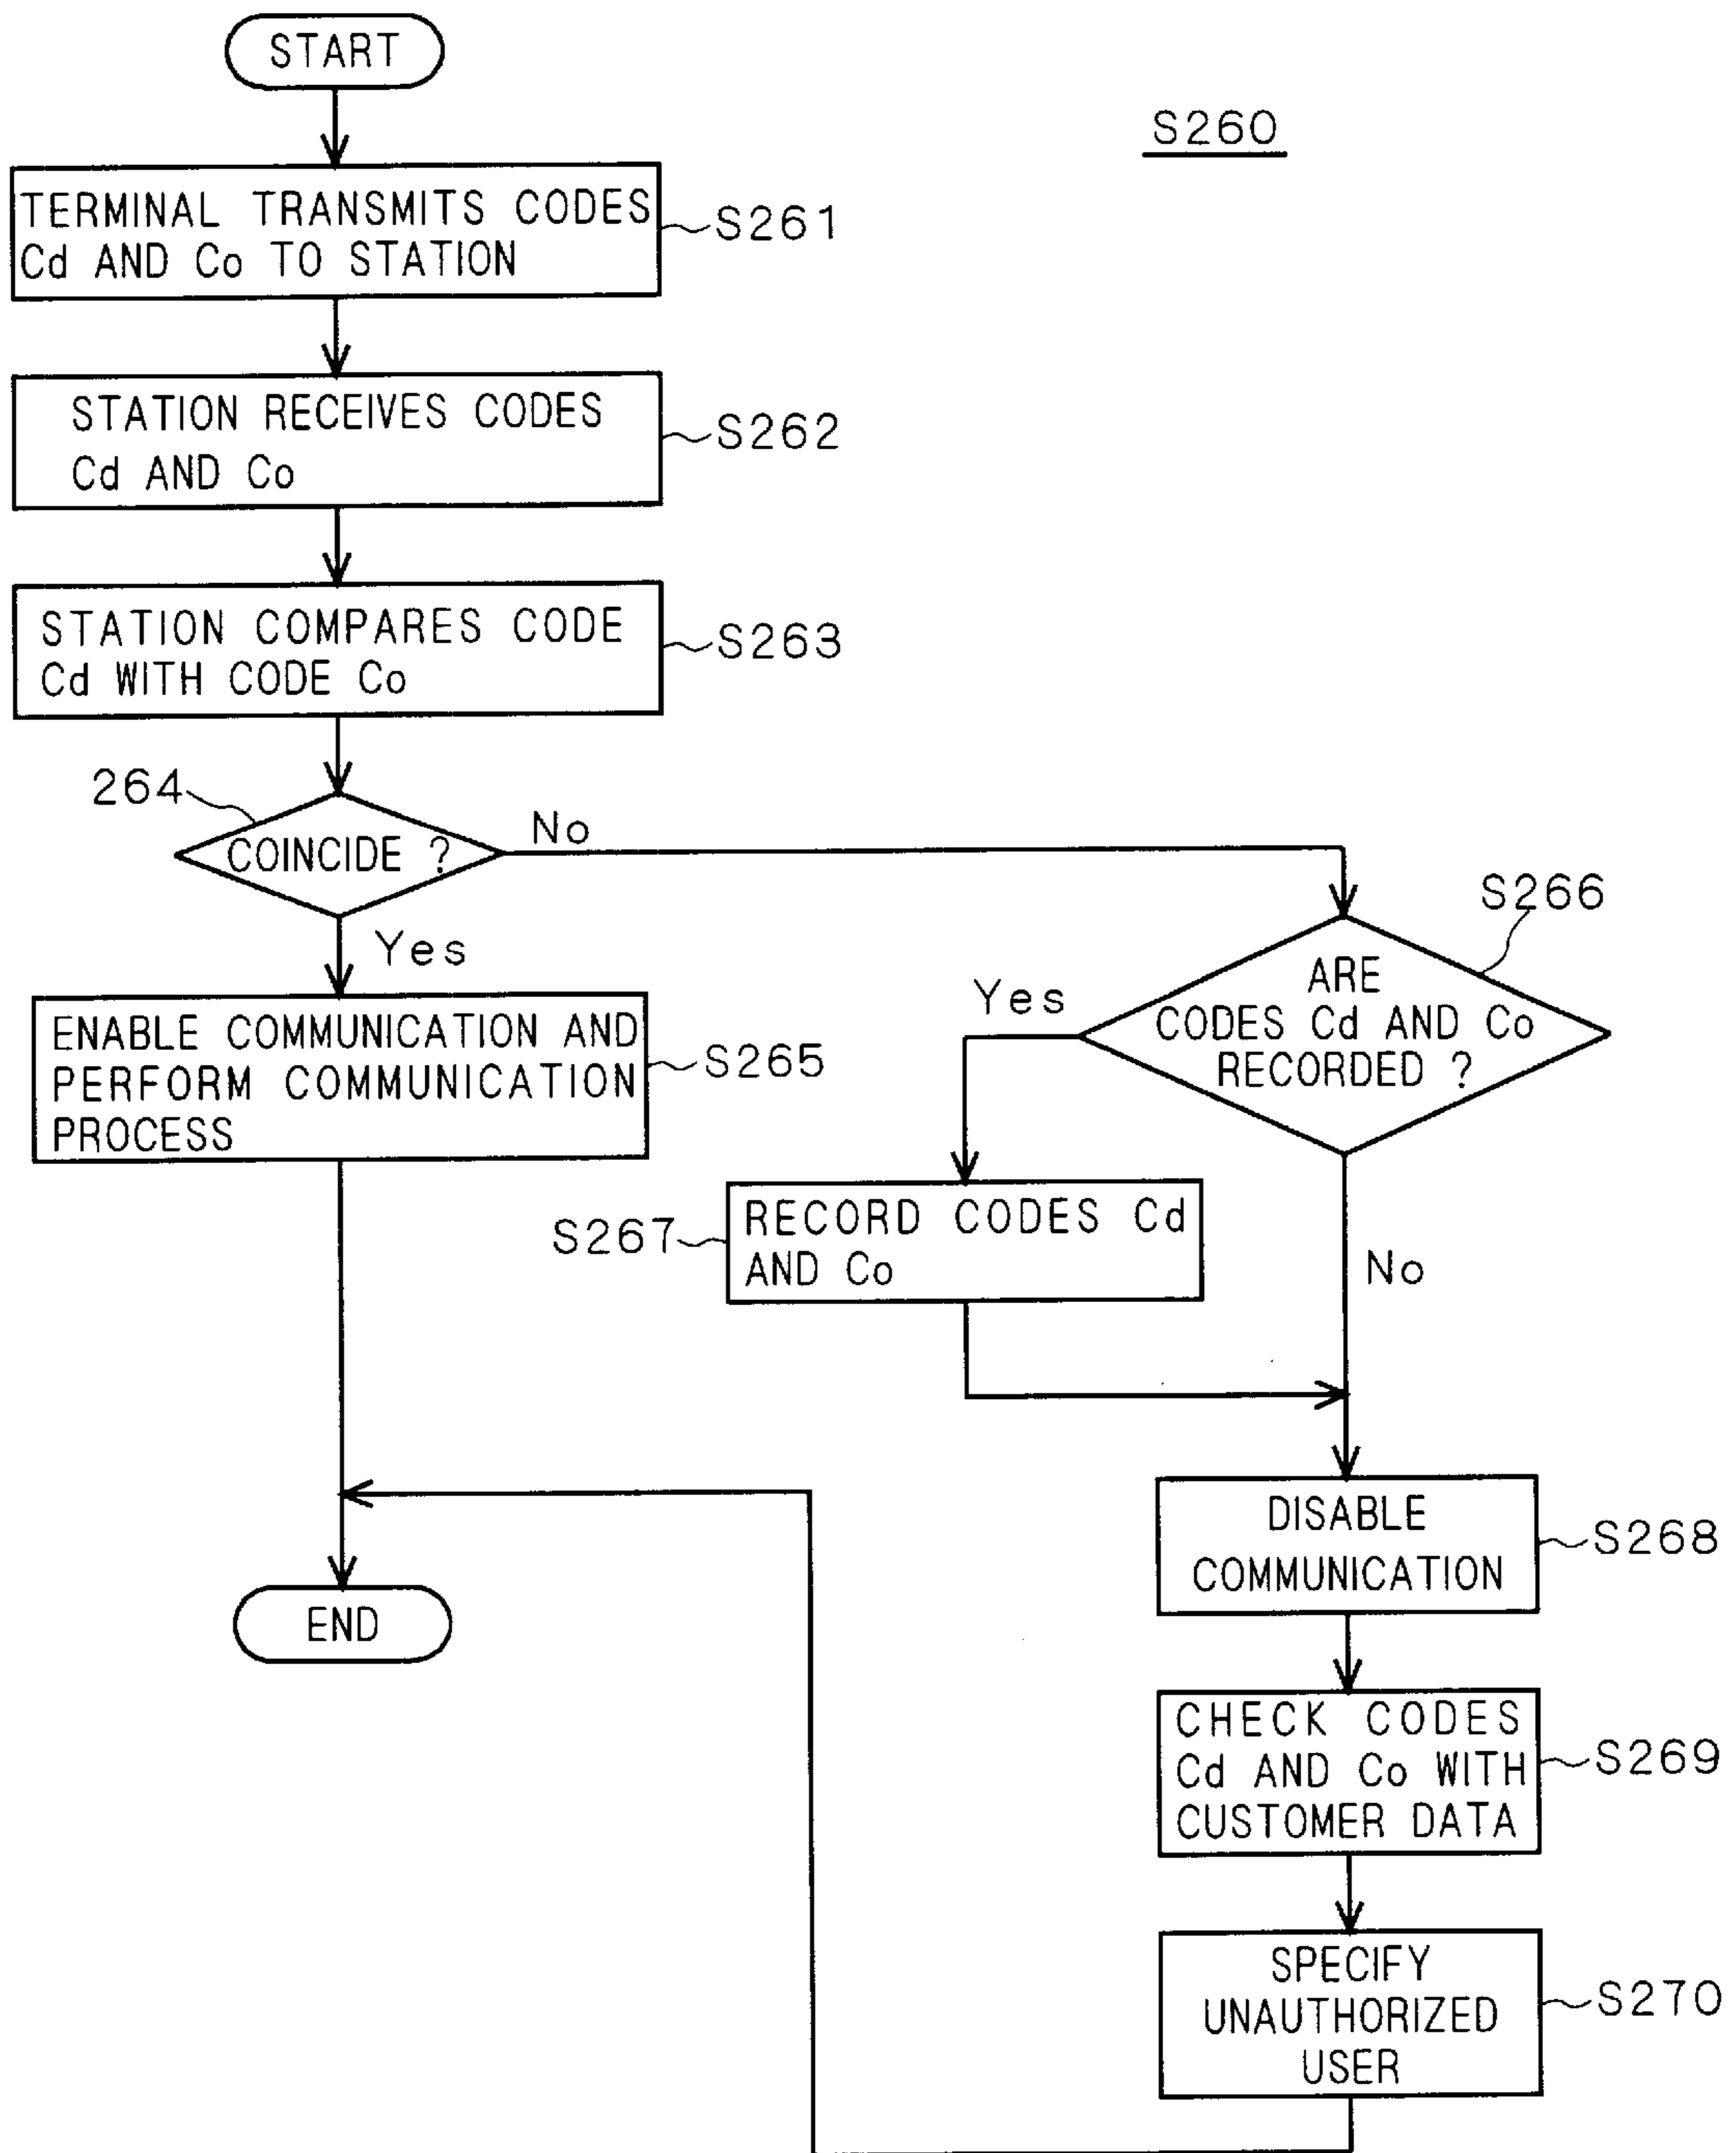 START
S260
TERMINAL TRANSMITS CODES
Cd AND Co TO STATION
S261
STATION RECEIVES CODES
Cd AND Co
S262
STATION COMPARES CODE
Cd WITH CODE Co
S263
264
COINCIDE ?
No
Yes
S266
ARE
CODES Cd AND Co
RECORDED ?
Yes
No
ENABLE COMMUNICATION AND
PERFORM COMMUNICATION
PROCESS
S265
S267
RECORD CODES Cd
AND Co
DISABLE
COMMUNICATION
S268
END
CHECK CODES
Cd AND Co WITH
CUSTOMER DATA
S269
SPECIFY
UNAUTHORIZED
USER
S270